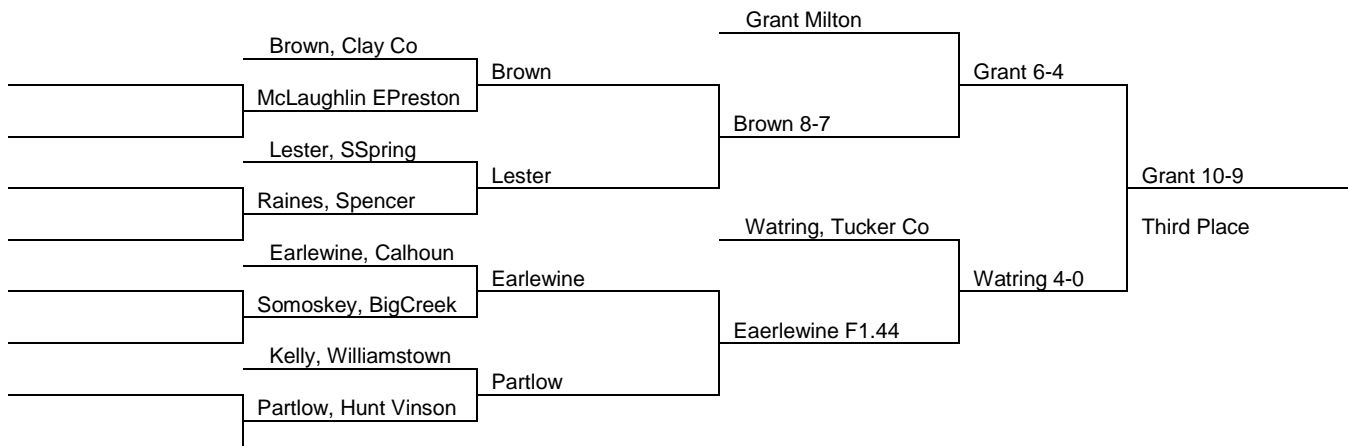 Grant Milton
Brown, Clay Co
Brown
Grant 6-4
McLaughlin EPreston
Brown 8-7
Lester, SSpring
Lester
Grant 10-9
Raines, Spencer
Watring, Tucker Co
Third Place
Earlewine, Calhoun
Earlewine
Watring 4-0
Somoskey, BigCreek
Eaerlewine F1.44
Kelly, Williamstown
Partlow
Partlow, Hunt Vinson